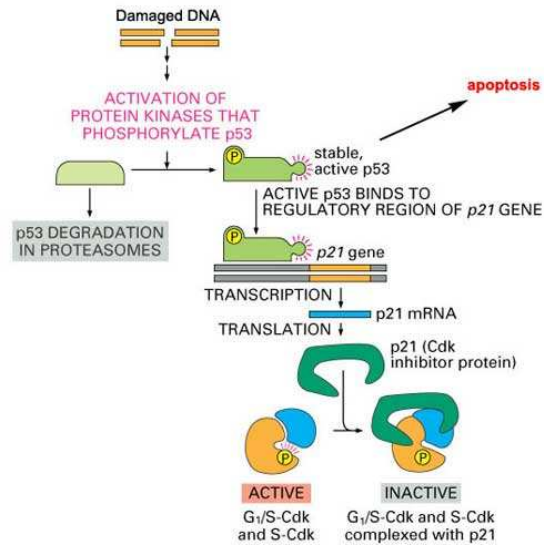 Damaged DNA
apoptosis
ACTIVATION OF
PROTEIN KINASES THAT
PHOSPHORYLATE p53
P
stable,
active p53
ACTIVE p53 BINDS TO
REGULATORY REGION OF p21 GENE
p53 DEGRADATION
IN PROTEASOMES
P
p21 gene
TRANSCRIPTION
p21 mRNA
TRANSLATION
p21 (Cdk
inhibitor protein)
P
P
ACTIVE
INACTIVE
G₁/S-Cdk
and S-Cdk
G₁/S-Cdk and S-Cdk
complexed with p21